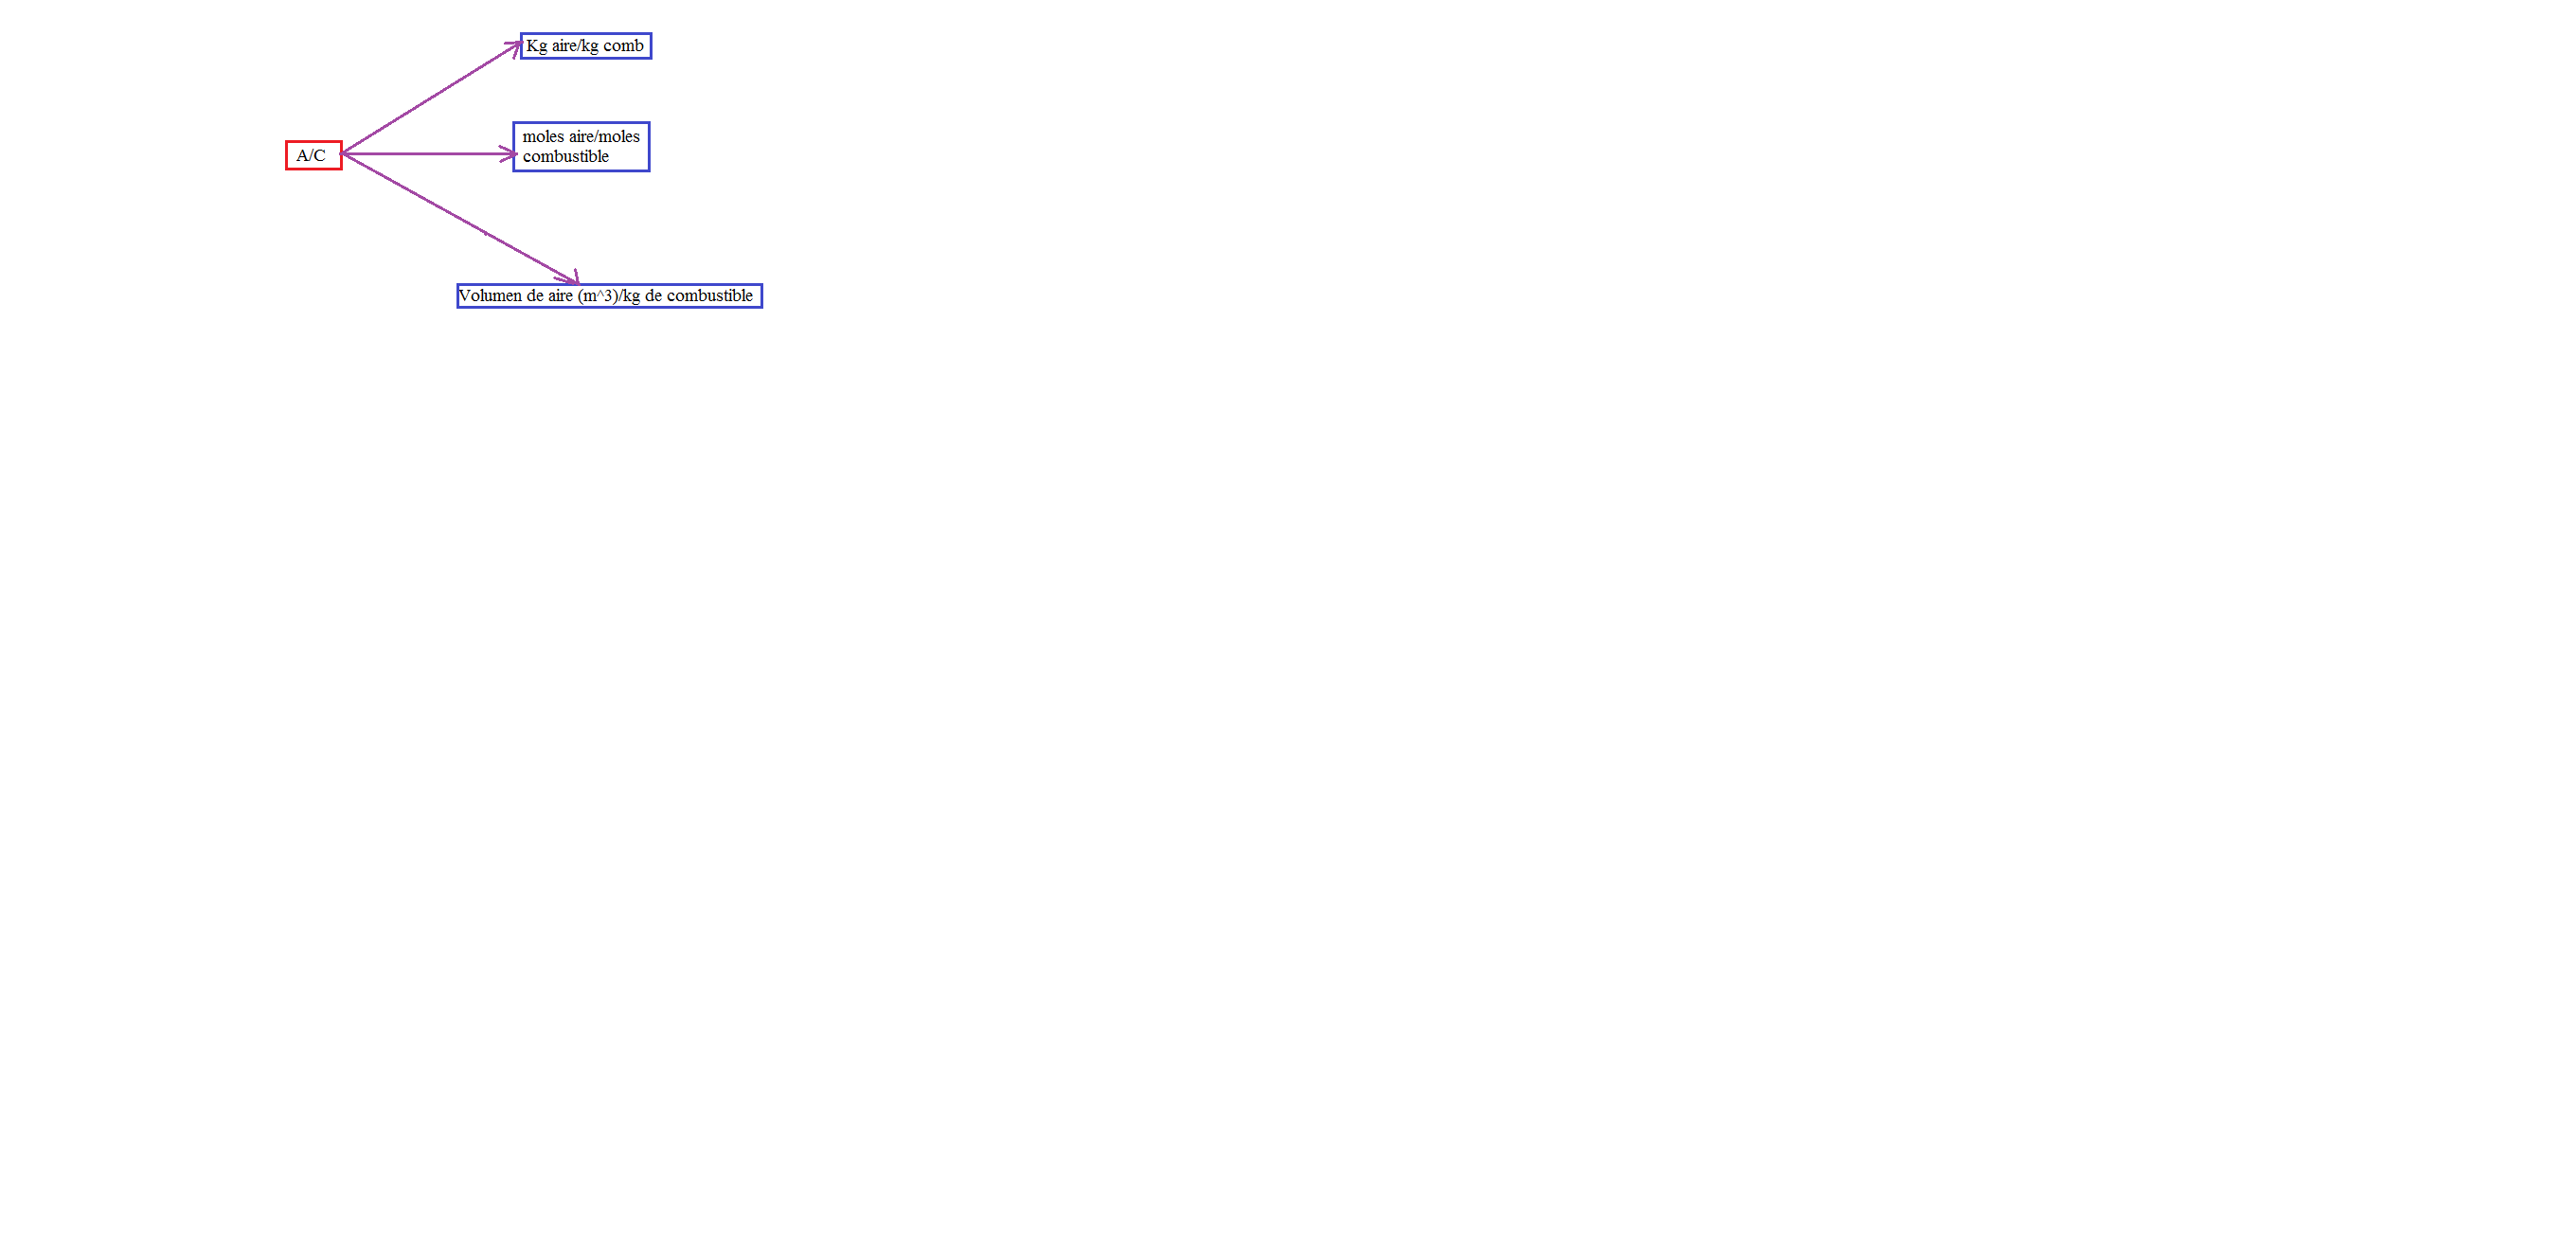 Kg aire/kg comb
moles aire/moles
combustible
A/C
Volumen de aire (m^3)/kg de combustible